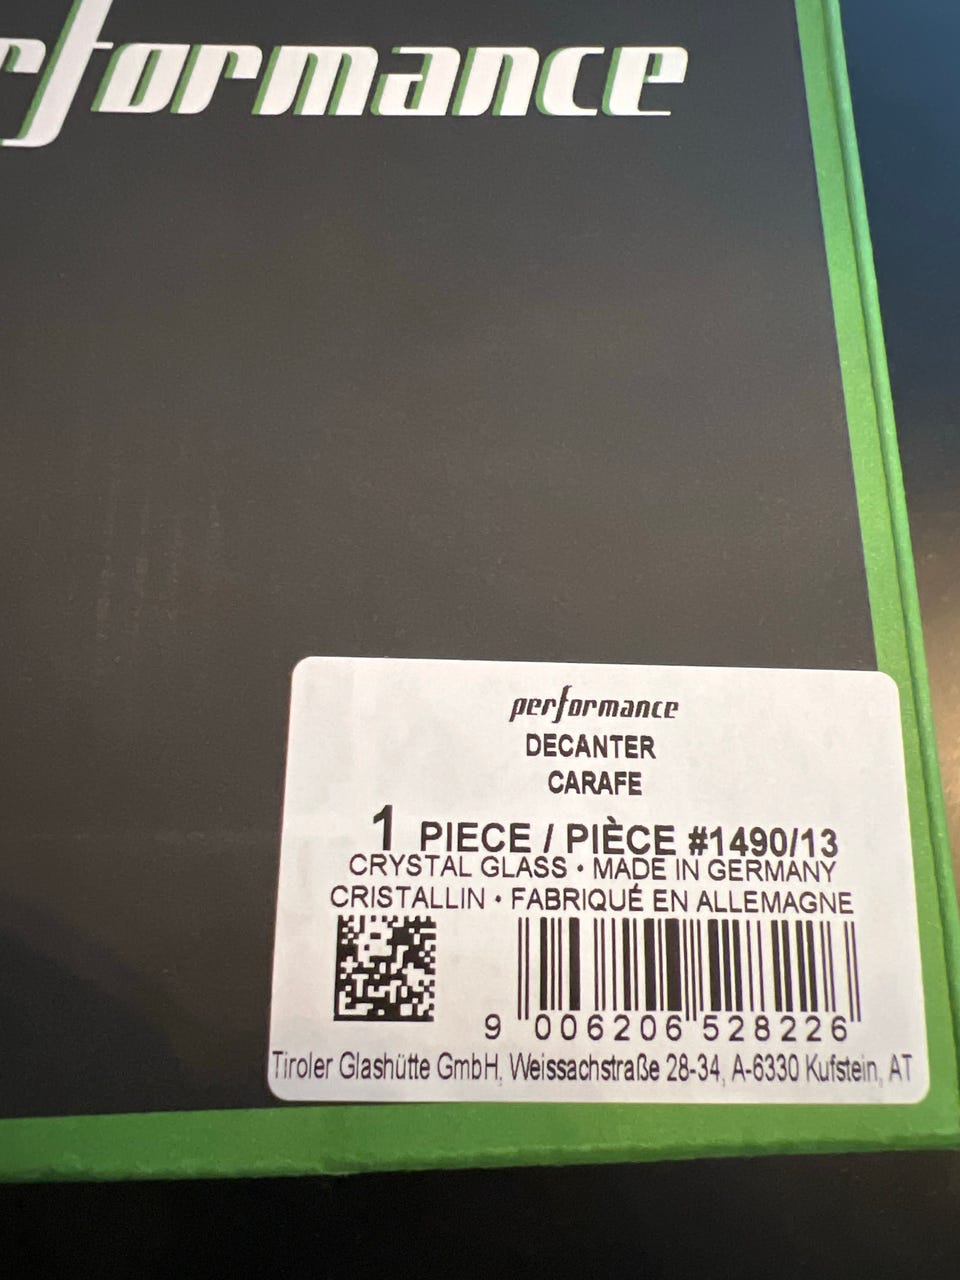 rformance
performance
DECANTER
CARAFE
1 PIECE / PIÈCE #1490/13
CRYSTAL GLASS • MADE IN GERMANY
CRISTALLIN • FABRIQUÉ EN ALLEMAGNE
9 006206 528226
Tiroler Glashütte GmbH, Weissachstraße 28-34, A-6330 Kufstein, AT